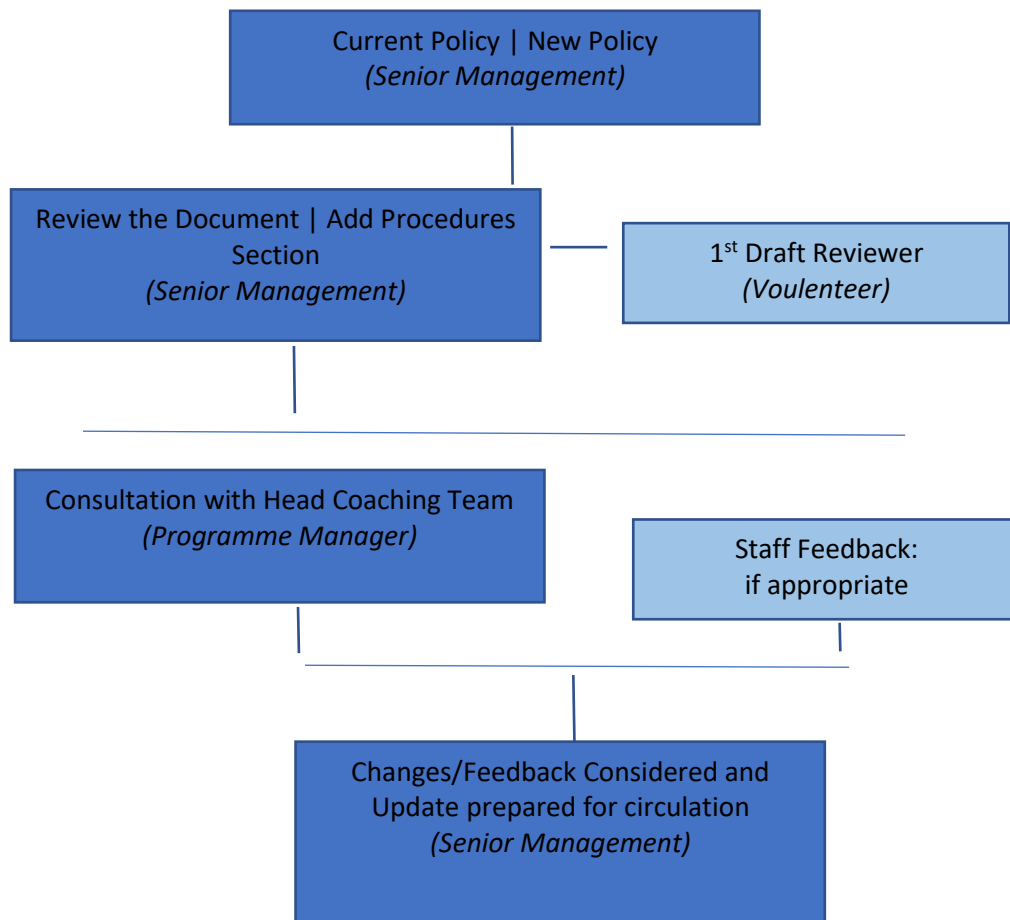 Current Policy | New Policy
(Senior Management)
Review the Document | Add Procedures
Section
(Senior Management)
1st Draft Reviewer
(Voulenteer)
Consultation with Head Coaching Team
(Programme Manager)
Staff Feedback:
if appropriate
Changes/Feedback Considered and
Update prepared for circulation
(Senior Management)